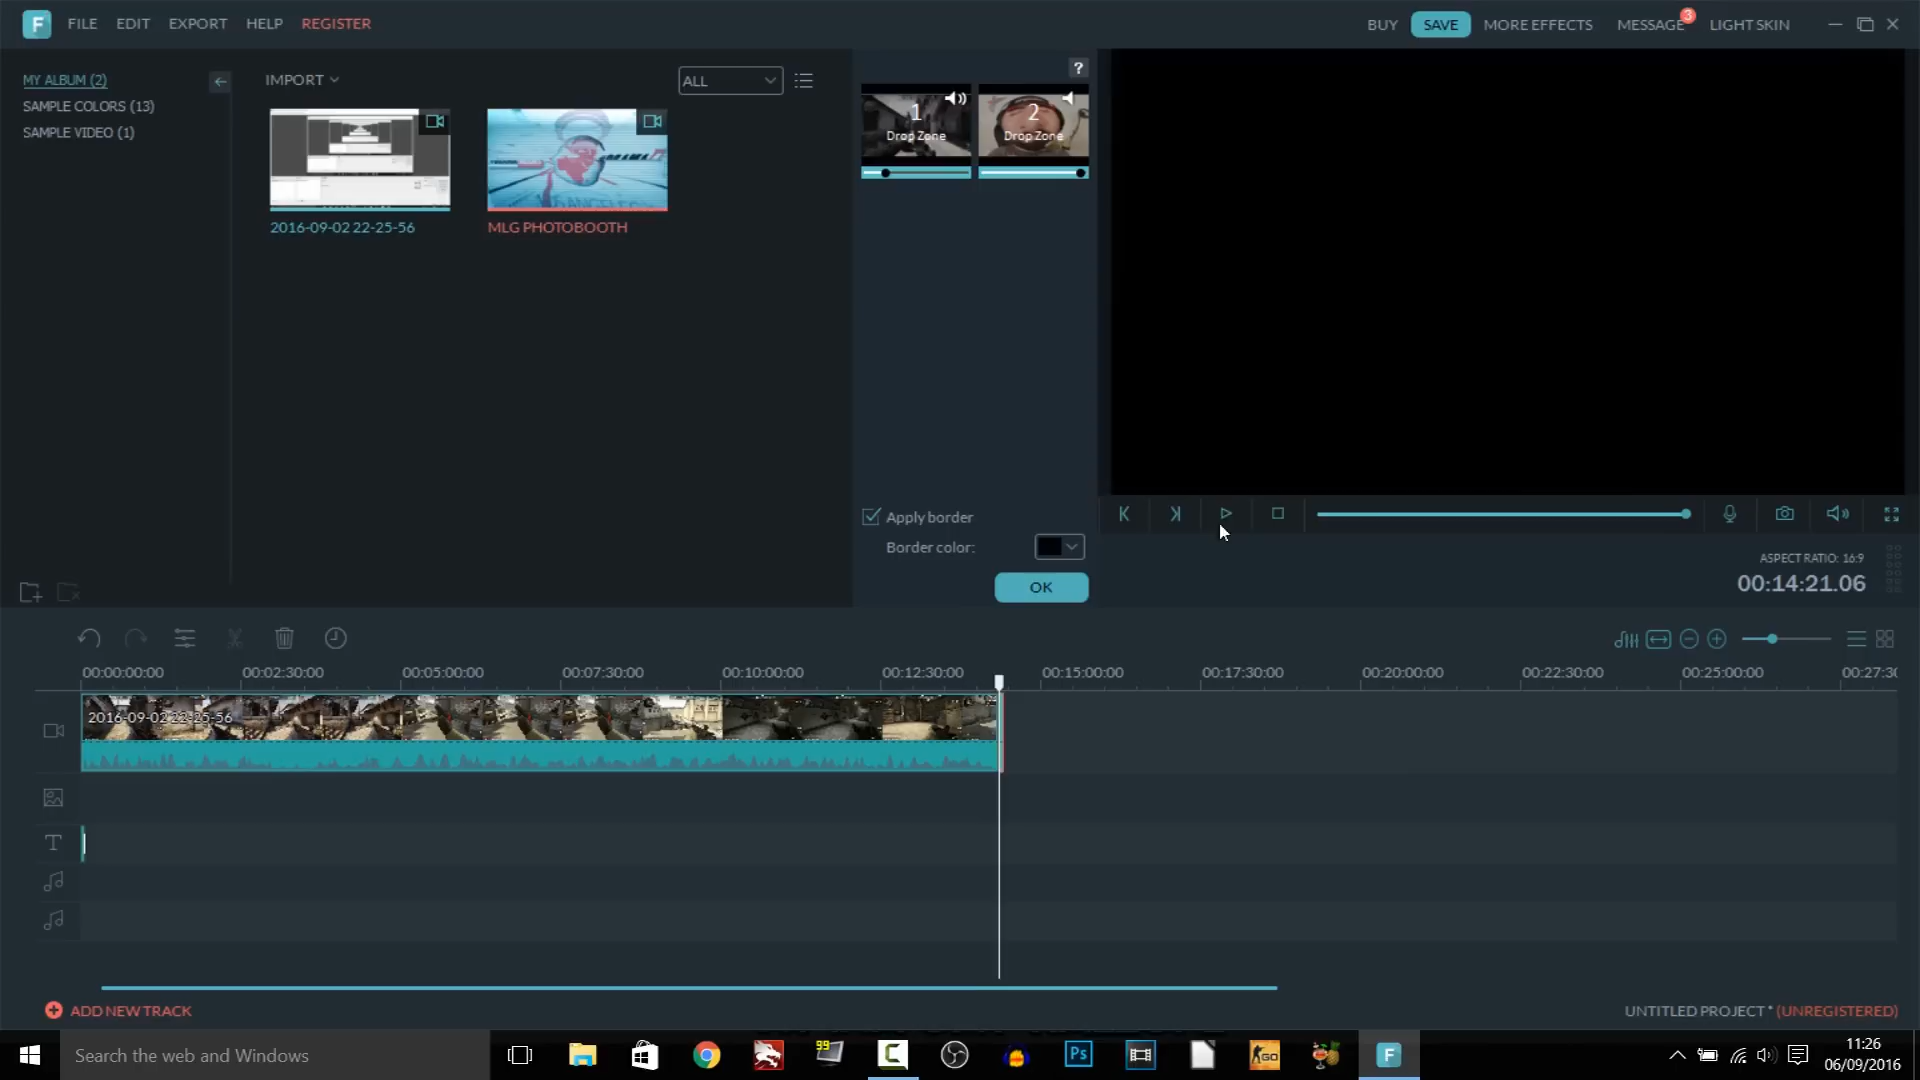 FILE
EDIT
EXPORT
HELP
REGISTER
BUY
SAVE
MORE EFFECTS
MESSAGE
3
LIGHT SKIN
MY ALBUM (2)
SAMPLE COLORS (13)
SAMPLE VIDEO (1)
IMPORT
ALL
?
1
Drop Zone
2
Drop Zone
2016-09-02 22-25-56
MLG PHOTOBOOTH
Apply border
Border color:
OK
ASPECT RATIO: 16:9
00:14:21.06
00:00:00:00
00:02:30:00
00:05:00:00
00:07:30:00
00:10:00:00
00:12:30:00
00:15:00:00
00:17:30:00
00:20:00:00
00:22:30:00
00:25:00:00
2016-09-02 22-25-56
T
ADD NEW TRACK
UNTITLED PROJECT * (UNREGISTERED)
Search the web and Windows
99
Ps
GO
F
11:26
06/09/2016